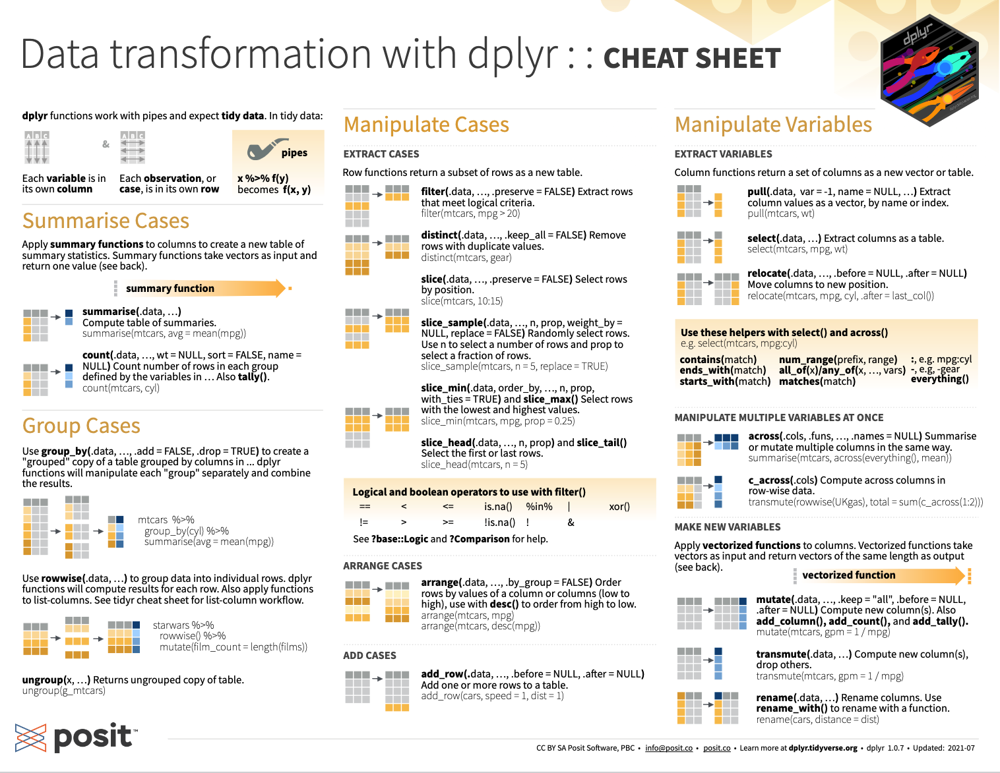 Data transformation with dplyr : : CHEAT SHEET
dplyr
dplyr functions work with pipes and expect tidy data. In tidy data:
A B C
&
A B C
pipes
Each variable is in
its own column
Each observation, or
case, is in its own row
x %>% f(y)
becomes f(x, y)
Summarise Cases
Apply summary functions to columns to create a new table of
summary statistics. Summary functions take vectors as input and
return one value (see back).
summary function
summarise(.data, …)
Compute table of summaries.
summarise(mtcars, avg = mean(mpg))
count(.data, …, wt = NULL, sort = FALSE, name =
NULL) Count number of rows in each group
defined by the variables in … Also tally().
count(mtcars, cyl)
Group Cases
Use group_by(.data, …, .add = FALSE, .drop = TRUE) to create a
"grouped" copy of a table grouped by columns in ... dplyr
functions will manipulate each "group" separately and combine
the results.
mtcars %>%
group_by(cyl) %>%
summarise(avg = mean(mpg))
Use rowwise(.data, …) to group data into individual rows. dplyr
functions will compute results for each row. Also apply functions
to list-columns. See tidyr cheat sheet for list-column workflow.
starwars %>%
rowwise() %>%
mutate(film_count = length(films))
ungroup(x, …) Returns ungrouped copy of table.
ungroup(g_mtcars)
Manipulate Cases
EXTRACT CASES
Row functions return a subset of rows as a new table.
filter(.data, …, .preserve = FALSE) Extract rows
that meet logical criteria.
filter(mtcars, mpg > 20)
distinct(.data, …, .keep_all = FALSE) Remove
rows with duplicate values.
distinct(mtcars, gear)
slice(.data, …, .preserve = FALSE) Select rows
by position.
slice(mtcars, 10:15)
slice_sample(.data, …, n, prop, weight_by =
NULL, replace = FALSE) Randomly select rows.
Use n to select a number of rows and prop to
select a fraction of rows.
slice_sample(mtcars, n = 5, replace = TRUE)
slice_min(.data, order_by, …, n, prop,
with_ties = TRUE) and slice_max() Select rows
with the lowest and highest values.
slice_min(mtcars, mpg, prop = 0.25)
slice_head(.data, …, n, prop) and slice_tail()
Select the first or last rows.
slice_head(mtcars, n = 5)
Logical and boolean operators to use with filter()
== < <= is.na() %in% | xor()
!= > >= !is.na() ! &
See ?base::Logic and ?Comparison for help.
ARRANGE CASES
arrange(.data, …, .by_group = FALSE) Order
rows by values of a column or columns (low to
high), use with desc() to order from high to low.
arrange(mtcars, mpg)
arrange(mtcars, desc(mpg))
ADD CASES
add_row(.data, …, .before = NULL, .after = NULL)
Add one or more rows to a table.
add_row(cars, speed = 1, dist = 1)
Manipulate Variables
EXTRACT VARIABLES
Column functions return a set of columns as a new vector or table.
pull(.data, var = -1, name = NULL, …) Extract
column values as a vector, by name or index.
pull(mtcars, wt)
select(.data, …) Extract columns as a table.
select(mtcars, mpg, wt)
relocate(.data, …, .before = NULL, .after = NULL)
Move columns to new position.
relocate(mtcars, mpg, cyl, .after = last_col())
Use these helpers with select() and across()
e.g. select(mtcars, mpg:cyl)
contains(match) num_range(prefix, range) :, e.g. mpg:cyl
ends_with(match) all_of(x)/any_of(x, …, vars) -, e.g, -gear
starts_with(match) matches(match) everything()
MANIPULATE MULTIPLE VARIABLES AT ONCE
across(.cols, .funs, …, .names = NULL) Summarise
or mutate multiple columns in the same way.
summarise(mtcars, across(everything(), mean))
c_across(.cols) Compute across columns in
row-wise data.
transmute(rowwise(UKgas), total = sum(c_across(1:2)))
MAKE NEW VARIABLES
Apply vectorized functions to columns. Vectorized functions take
vectors as input and return vectors of the same length as output
(see back).
vectorized function
mutate(.data, …, .keep = "all", .before = NULL,
.after = NULL) Compute new column(s). Also
add_column(), add_count(), and add_tally().
mutate(mtcars, gpm = 1 / mpg)
transmute(.data, …) Compute new column(s),
drop others.
transmute(mtcars, gpm = 1 / mpg)
rename(.data, …) Rename columns. Use
rename_with() to rename with a function.
rename(cars, distance = dist)
posit™
CC BY SA Posit Software, PBC • info@posit.co • posit.co • Learn more at dplyr.tidyverse.org • dplyr 1.0.7 • Updated: 2021-07